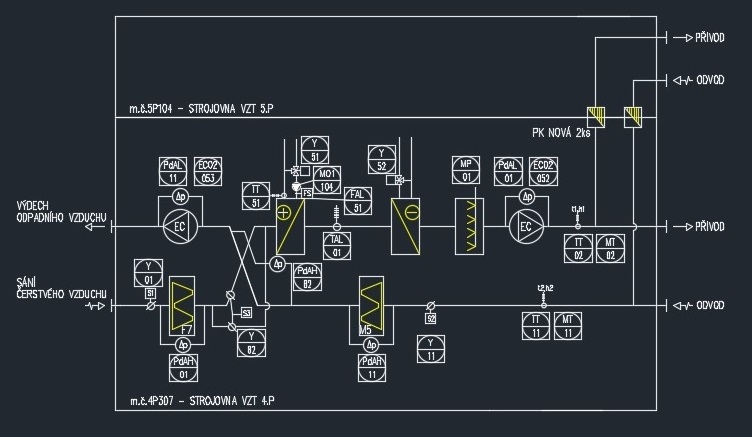 PŘÍVOD
ODVOD
m.č.5P104 - STROJOVNA VZT 5.P
PK NOVÁ 2ks
Y
51
Y
52
PdAL
11
ECO2
053
MO1
104
MP
01
PdAL
01
ECO2
052
TT
51
FS
FAL
51
VÝDECH
ODPADNÍHO VZDUCHU
Δp
EC
Δp
EC
t1,h1
PŘÍVOD
TAL
01
TT
02
MT
02
Y
01
Δp
PdAH
82
SÁNÍ
ČERSTVÉHO VZDUCHU
S1
t2,h2
ODVOD
S3
S2
F7
M5
TT
11
MT
11
Δp
Y
82
Δp
Y
11
PdAH
01
PdAH
11
m.č.4P307 - STROJOVNA VZT 4.P